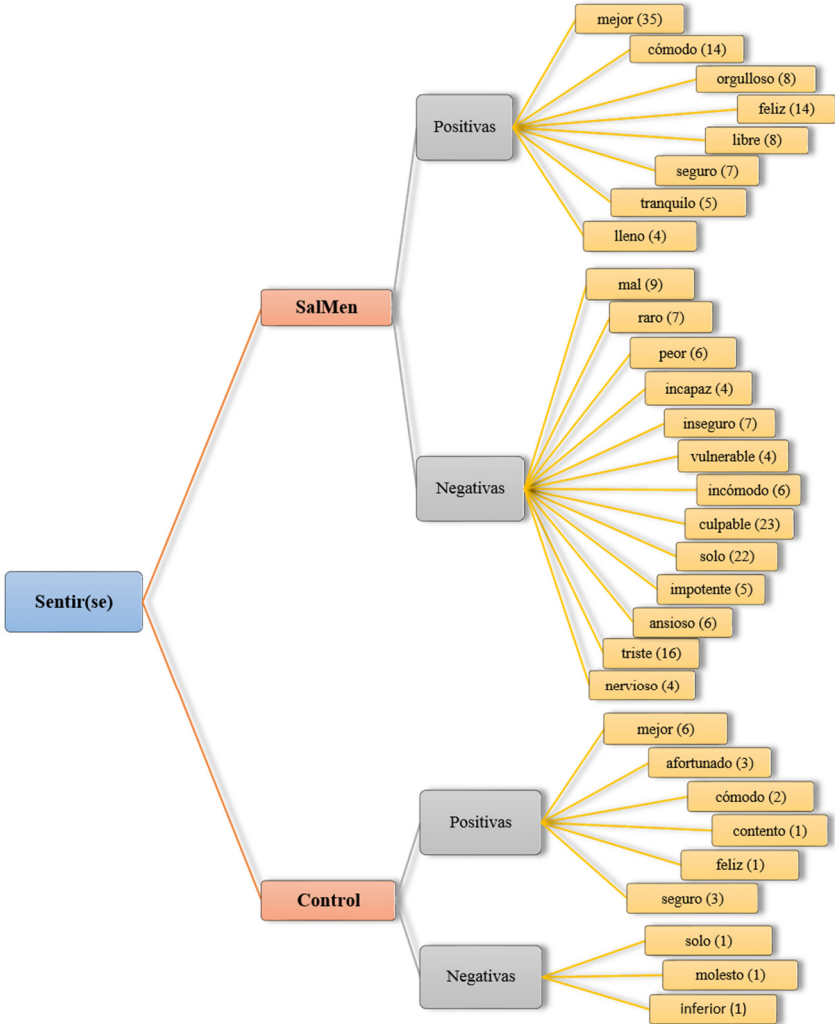 mejor (35)
cómodo (14)
orgulloso (8)
Positivas
feliz (14)
libre (8)
seguro (7)
tranquilo (5)
lleno (4)
mal (9)
SalMen
raro (7)
peor (6)
incapaz (4)
inseguro (7)
vulnerable (4)
Negativas
incómodo (6)
culpable (23)
solo (22)
Sentir(se)
impotente (5)
ansioso (6)
triste (16)
nervioso (4)
mejor (6)
afortunado (3)
cómodo (2)
Positivas
contento (1)
feliz (1)
Control
seguro (3)
solo (1)
Negativas
molesto (1)
inferior (1)